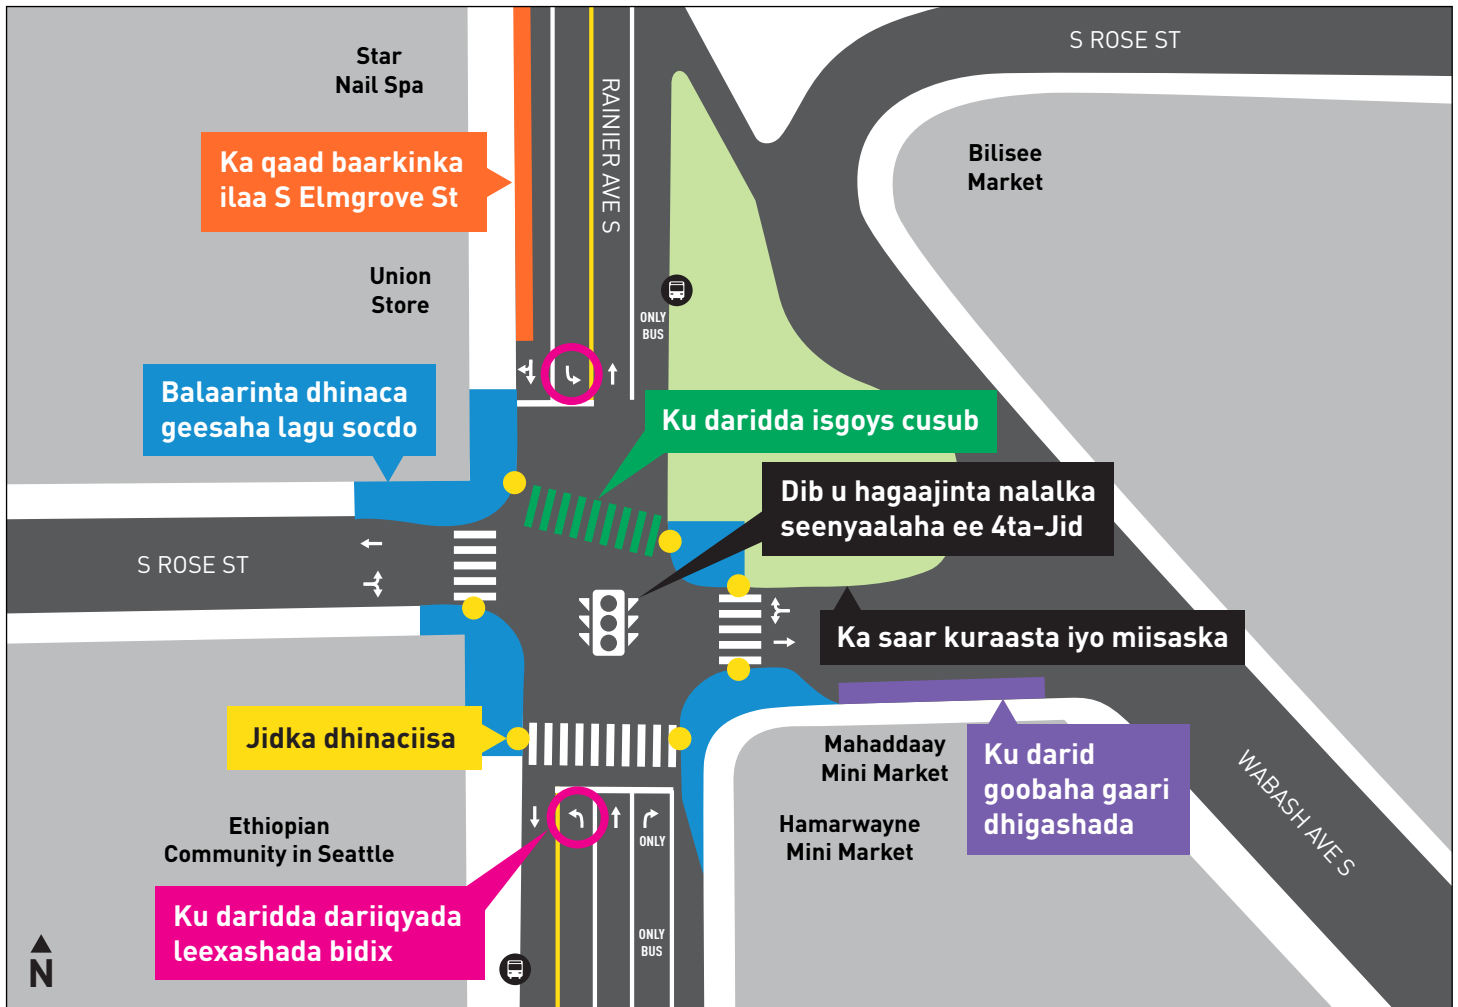 S ROSE ST
Star
Nail Spa
RAINIER AVE S
Bilisee
Market
Ka qaad baarkinka
ilaa S Elmgrove St
Union
Store
ONLY
BUS
Balaarinta dhinaca
geesaha lagu socdo
Ku daridda isgoys cusub
Dib u hagaajinta nalalka
seenyaalaha ee 4ta-Jid
S ROSE ST
Ka saar kuraasta iyo miisaska
Jidka dhinaciisa
Mahaddaay
Mini Market
Ku darid
goobaha gaari
dhigashada
WABASH AVE S
Hamarwayne
Mini Market
Ethiopian
Community in Seattle
ONLY
Ku daridda dariiqyada
leexashada bidix
ONLY
BUS
N